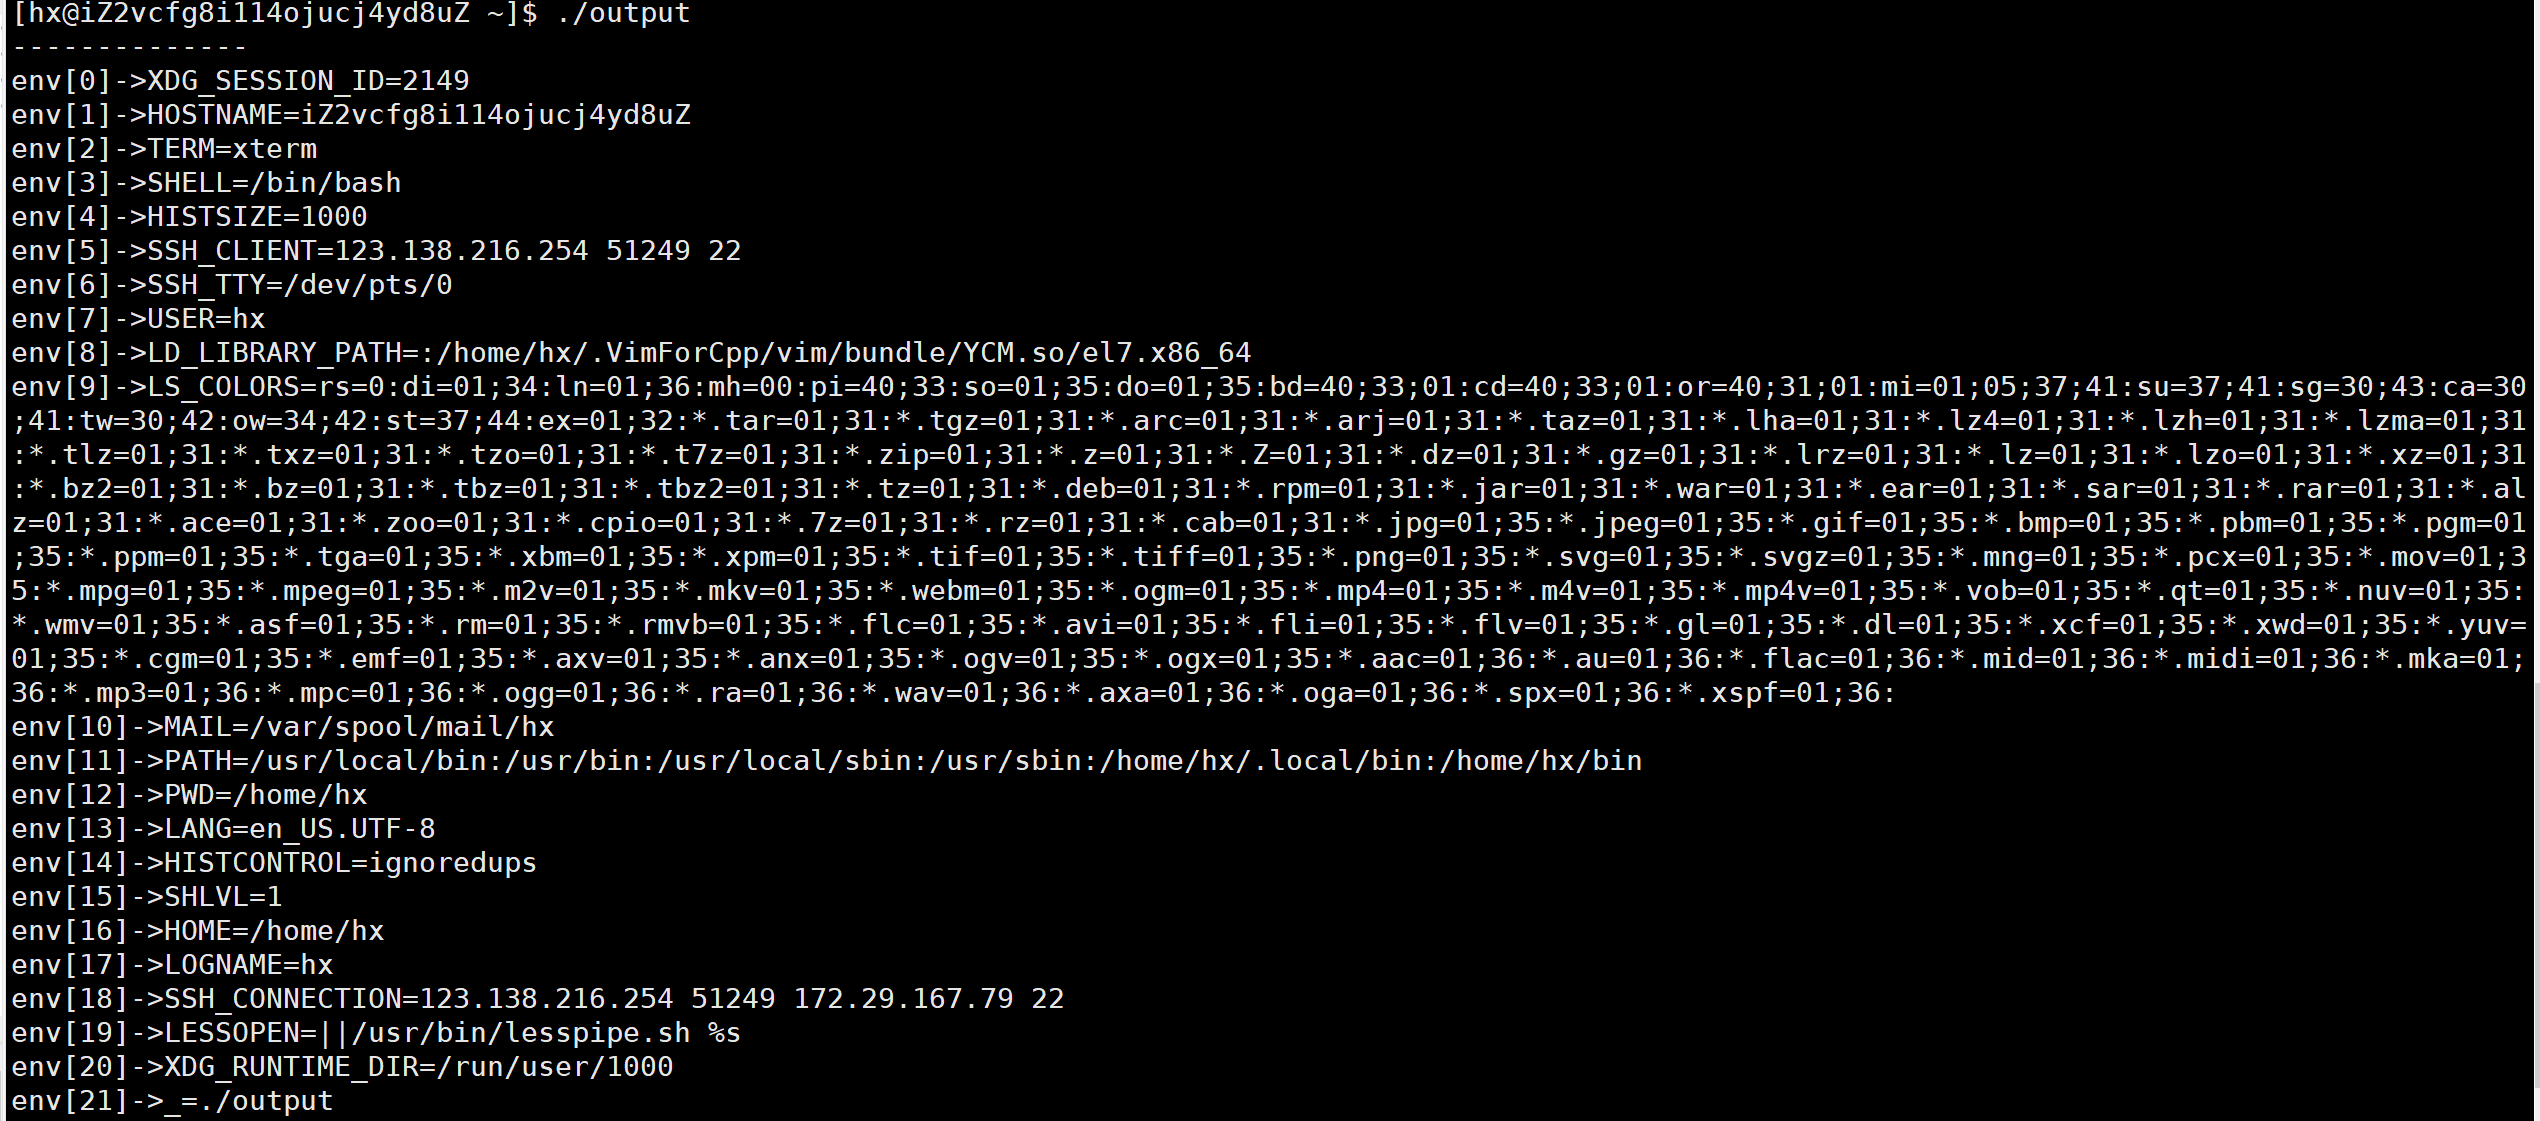 [hx@iZ2vcfg8i114ojucj4yd8uZ ~]$ ./output
--------------
env[0]->XDG_SESSION_ID=2149
env[1]->HOSTNAME=iZ2vcfg8i114ojucj4yd8uZ
env[2]->TERM=xterm
env[3]->SHELL=/bin/bash
env[4]->HISTSIZE=1000
env[5]->SSH_CLIENT=123.138.216.254 51249 22
env[6]->SSH_TTY=/dev/pts/0
env[7]->USER=hx
env[8]->LD_LIBRARY_PATH=:/home/hx/.VimForCpp/vim/bundle/YCM.so/el7.x86_64
env[9]->LS_COLORS=rs=0:di=01;34:ln=01;36:mh=00:pi=40;33:so=01;35:do=01;35:bd=40;33;01:cd=40;33;01:or=40;31;01:mi=01;05;37;41:su=37;41:sg=30;43:ca=30
;41:tw=30;42:ow=34;42:st=37;44:ex=01;32:*.tar=01;31:*.tgz=01;31:*.arc=01;31:*.arj=01;31:*.taz=01;31:*.lha=01;31:*.lz4=01;31:*.lzh=01;31:*.lzma=01;31
:*.tlz=01;31:*.txz=01;31:*.tzo=01;31:*.t7z=01;31:*.zip=01;31:*.z=01;31:*.Z=01;31:*.dz=01;31:*.gz=01;31:*.lrz=01;31:*.lz=01;31:*.lzo=01;31:*.xz=01;31
:*.bz2=01;31:*.bz=01;31:*.tbz=01;31:*.tbz2=01;31:*.tz=01;31:*.deb=01;31:*.rpm=01;31:*.jar=01;31:*.war=01;31:*.ear=01;31:*.sar=01;31:*.rar=01;31:*.al
z=01;31:*.ace=01;31:*.zoo=01;31:*.cpio=01;31:*.7z=01;31:*.rz=01;31:*.cab=01;31:*.jpg=01;35:*.jpeg=01;35:*.gif=01;35:*.bmp=01;35:*.pbm=01;35:*.pgm=01
;35:*.ppm=01;35:*.tga=01;35:*.xbm=01;35:*.xpm=01;35:*.tif=01;35:*.tiff=01;35:*.png=01;35:*.svg=01;35:*.svgz=01;35:*.mng=01;35:*.pcx=01;35:*.mov=01;3
5:*.mpg=01;35:*.mpeg=01;35:*.m2v=01;35:*.mkv=01;35:*.webm=01;35:*.ogm=01;35:*.mp4=01;35:*.m4v=01;35:*.mp4v=01;35:*.vob=01;35:*.qt=01;35:*.nuv=01;35:
*.wmv=01;35:*.asf=01;35:*.rm=01;35:*.rmvb=01;35:*.flc=01;35:*.avi=01;35:*.fli=01;35:*.flv=01;35:*.gl=01;35:*.dl=01;35:*.xcf=01;35:*.xwd=01;35:*.yuv=
01;35:*.cgm=01;35:*.emf=01;35:*.axv=01;35:*.anx=01;35:*.ogv=01;35:*.ogx=01;35:*.aac=01;36:*.au=01;36:*.flac=01;36:*.mid=01;36:*.midi=01;36:*.mka=01;
36:*.mp3=01;36:*.mpc=01;36:*.ogg=01;36:*.ra=01;36:*.wav=01;36:*.axa=01;36:*.oga=01;36:*.spx=01;36:*.xspf=01;36:
env[10]->MAIL=/var/spool/mail/hx
env[11]->PATH=/usr/local/bin:/usr/bin:/usr/local/sbin:/usr/sbin:/home/hx/.local/bin:/home/hx/bin
env[12]->PWD=/home/hx
env[13]->LANG=en_US.UTF-8
env[14]->HISTCONTROL=ignoredups
env[15]->SHLVL=1
env[16]->HOME=/home/hx
env[17]->LOGNAME=hx
env[18]->SSH_CONNECTION=123.138.216.254 51249 172.29.167.79 22
env[19]->LESSOPEN=||/usr/bin/lesspipe.sh %s
env[20]->XDG_RUNTIME_DIR=/run/user/1000
env[21]->_=./output